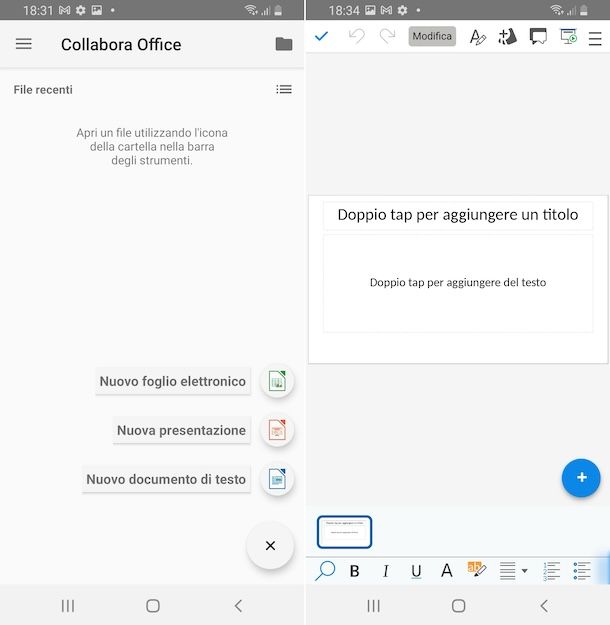 18:31
Collabora Office
File recenti
Apri un file utilizzando l'icona
della cartella nella barra
degli strumenti.
Nuovo foglio elettronico
Nuova presentazione
Nuovo documento di testo
18:34
Modifica
Doppio tap per aggiungere un titolo
Doppio tap per aggiungere del testo
B I U A